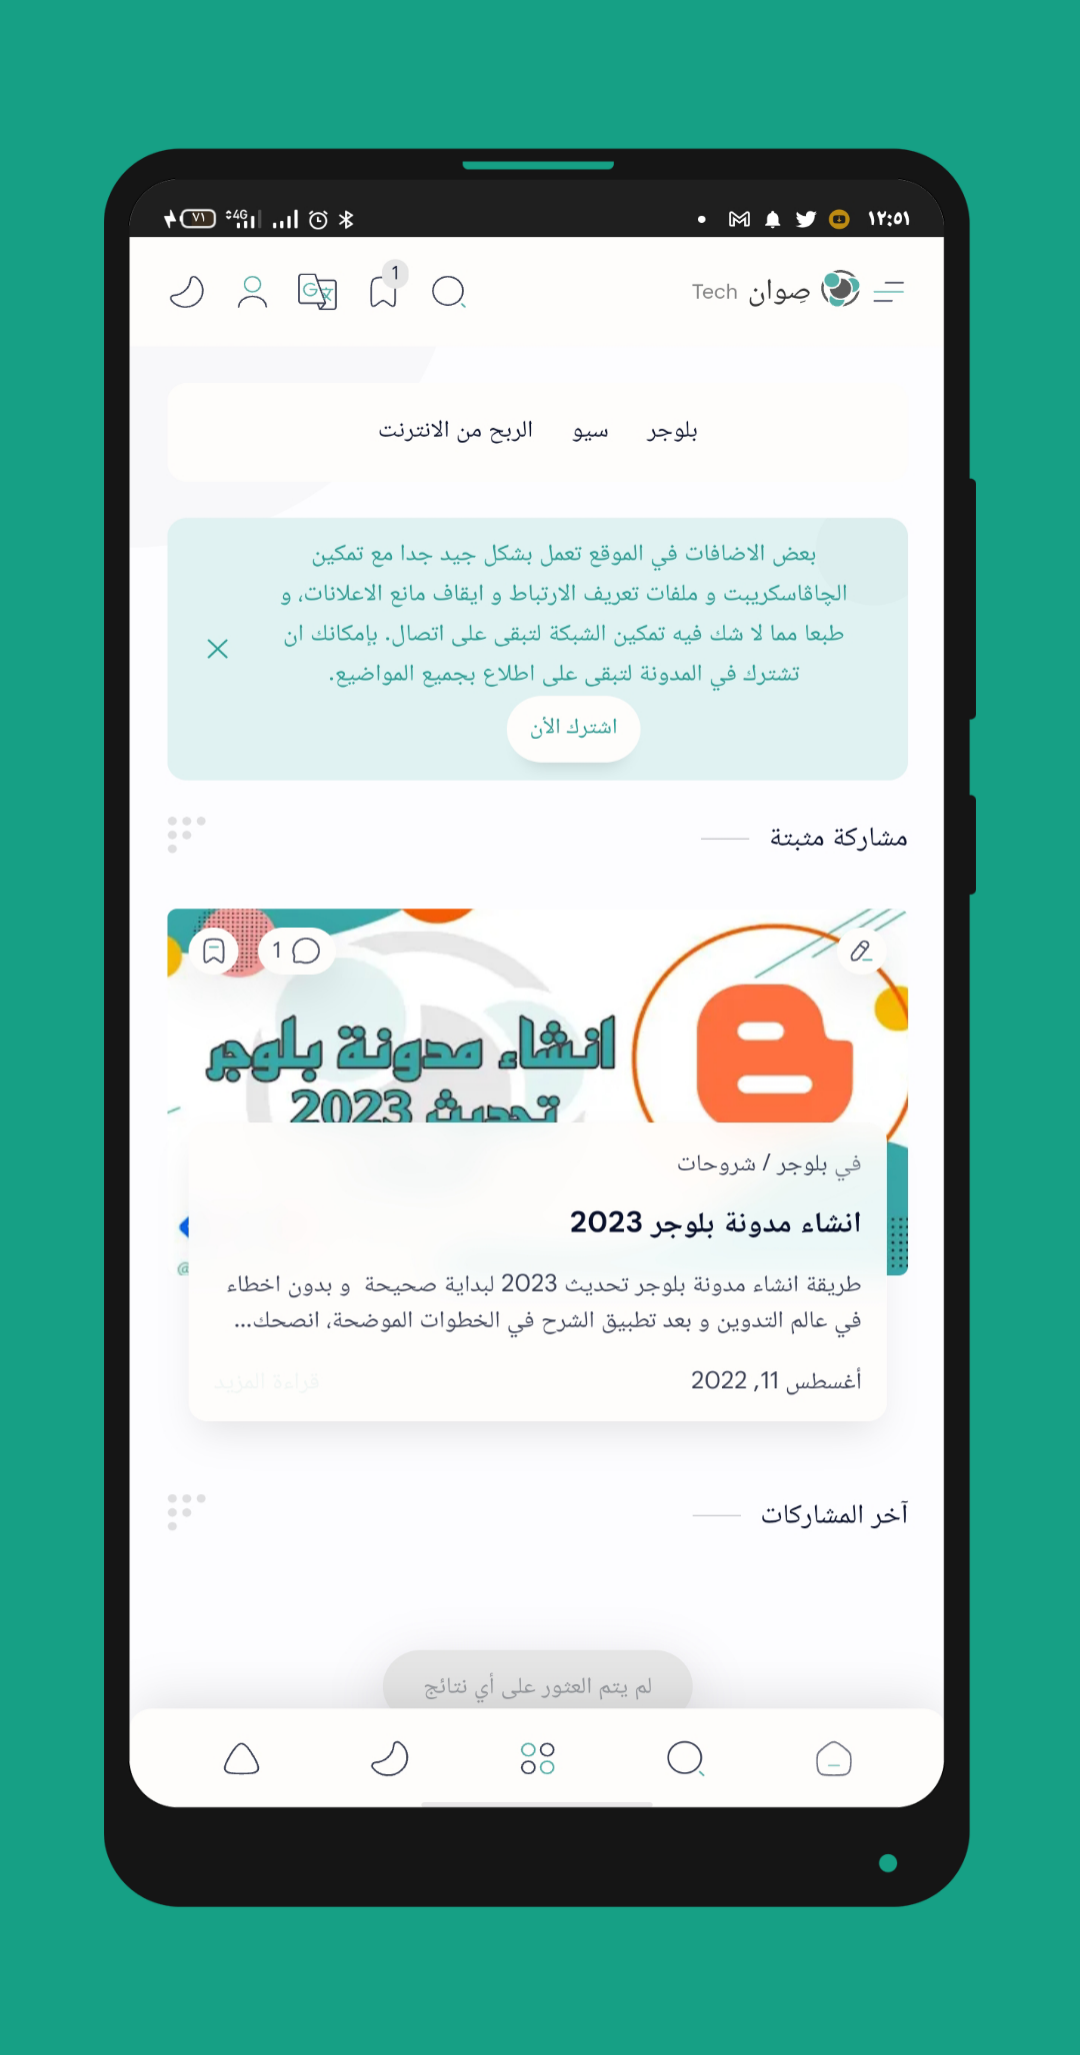 ١٢:٥١
4G
٧١
صِوان Tech
1
بلوجر
سيو
الربح من الانترنت
بعض الاضافات في الموقع تعمل بشكل جيد جدا مع تمكين
الچاڤاسكريبت و ملفات تعريف الارتباط و ايقاف مانع الاعلانات، و
طبعا مما لا شك فيه تمكين الشبكة لتبقى على اتصال. بإمكانك ان
تشترك في المدونة لتبقى على اطلاع بجميع المواضيع.
اشترك الأن
مشاركة مثبتة
1
انشاء مدونة بلوجر
تحديث 2023
في بلوجر / شروحات
انشاء مدونة بلوجر 2023
طريقة انشاء مدونة بلوجر تحديث 2023 لبداية صحيحة و بدون اخطاء
في عالم التدوين و بعد تطبيق الشرح في الخطوات الموضحة، انصحك...
أغسطس 11, 2022
قراءة المزيد
@
آخر المشاركات
لم يتم العثور على أي نتائج